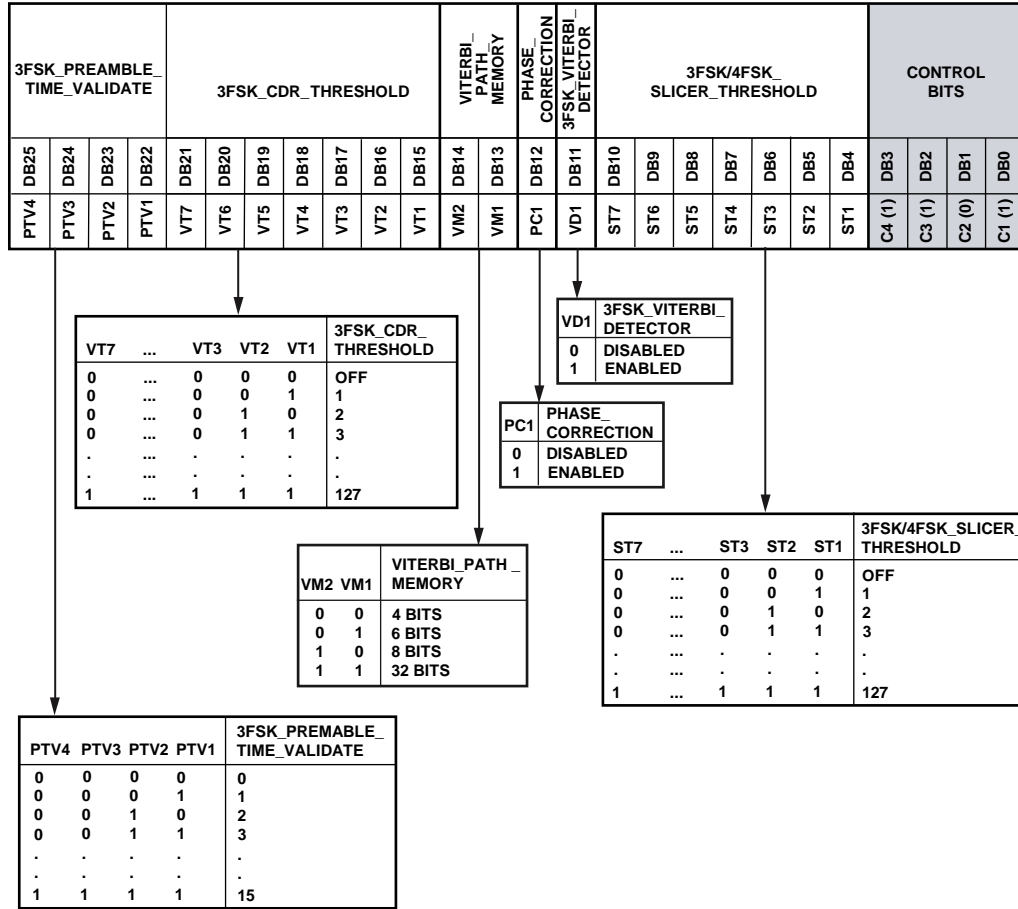 3FSK_PREAMBLE_
TIME_VALIDATE
3FSK_CDR_THRESHOLD
VITERBI_
PATH_
MEMORY
PHASE_
CORRECTION
3FSK_VITERBI_
DETECTOR
3FSK/4FSK_
SLICER_THRESHOLD
CONTROL
BITS
DB25 DB24 DB23 DB22 DB21 DB20 DB19 DB18 DB17 DB16 DB15 DB14 DB13 DB12 DB11 DB10 DB9 DB8 DB7 DB6 DB5 DB4 DB3 DB2 DB1 DB0
PTV4 PTV3 PTV2 PTV1 VT7 VT6 VT5 VT4 VT3 VT2 VT1 VM2 VM1 PC1 VD1 ST7 ST6 ST5 ST4 ST3 ST2 ST1 C4 (1) C3 (1) C2 (0) C1 (1)
VT7 ... VT3 VT2 VT1 3FSK_CDR_
THRESHOLD
0 ... 0 0 0 OFF
0 ... 0 0 1 1
0 ... 0 1 0 2
0 ... 0 1 1 3
. ... . . . .
. ... . . . .
1 ... 1 1 1 127
VD1 3FSK_VITERBI_
DETECTOR
0 DISABLED
1 ENABLED
PC1 PHASE_
CORRECTION
0 DISABLED
1 ENABLED
VM2 VM1 VITERBI_PATH _
MEMORY
0 0 4 BITS
0 1 6 BITS
1 0 8 BITS
1 1 32 BITS
ST7 ... ST3 ST2 ST1 3FSK/4FSK_SLICER_
THRESHOLD
0 ... 0 0 0 OFF
0 ... 0 0 1 1
0 ... 0 1 0 2
0 ... 0 1 1 3
. ... . . . .
. ... . . . .
1 ... 1 1 1 127
PTV4 PTV3 PTV2 PTV1 3FSK_PREMABLE_
TIME_VALIDATE
0 0 0 0 0
0 0 0 1 1
0 0 1 0 2
0 0 1 1 3
. . . . .
. . . . .
1 1 1 1 15